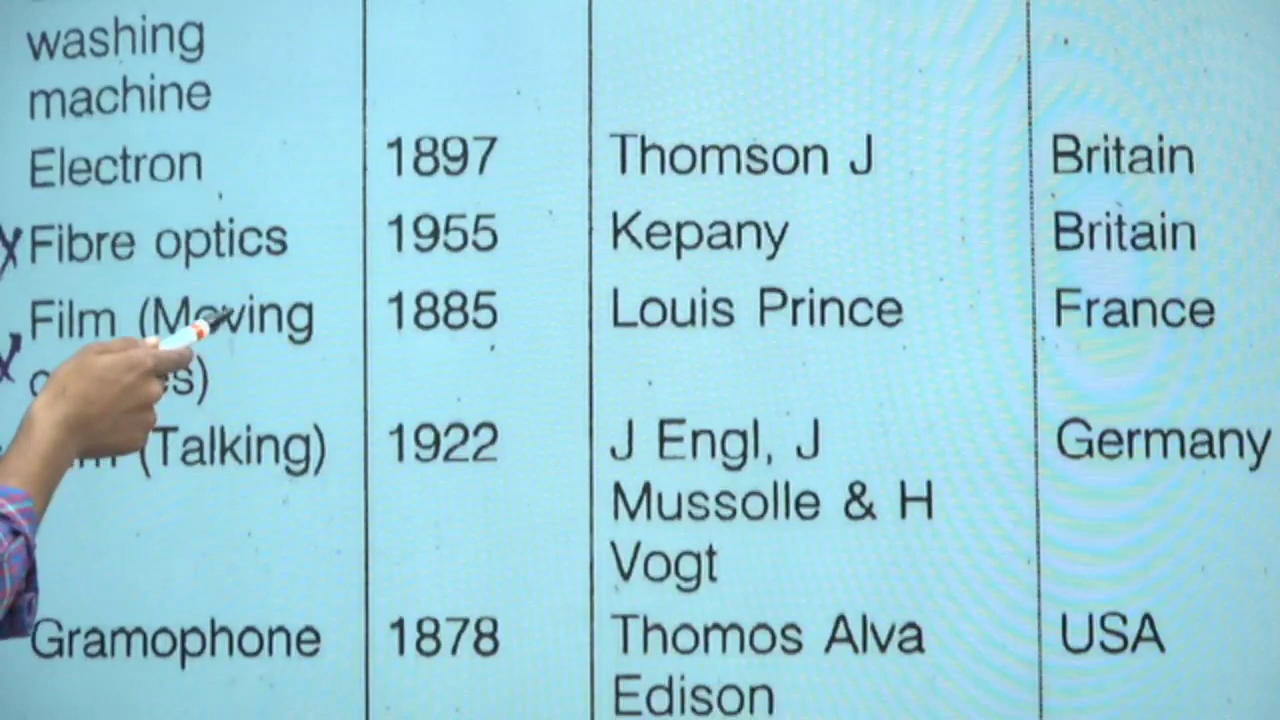 washing
machine
Electron 1897 Thomson J Britain
Fibre optics 1955 Kepany Britain
Film (Moving 1885 Louis Prince France
(Talking) 1922 J Engl, J Germany
Mussolle & H
Vogt
Gramophone 1878 Thomos Alva USA
Edison